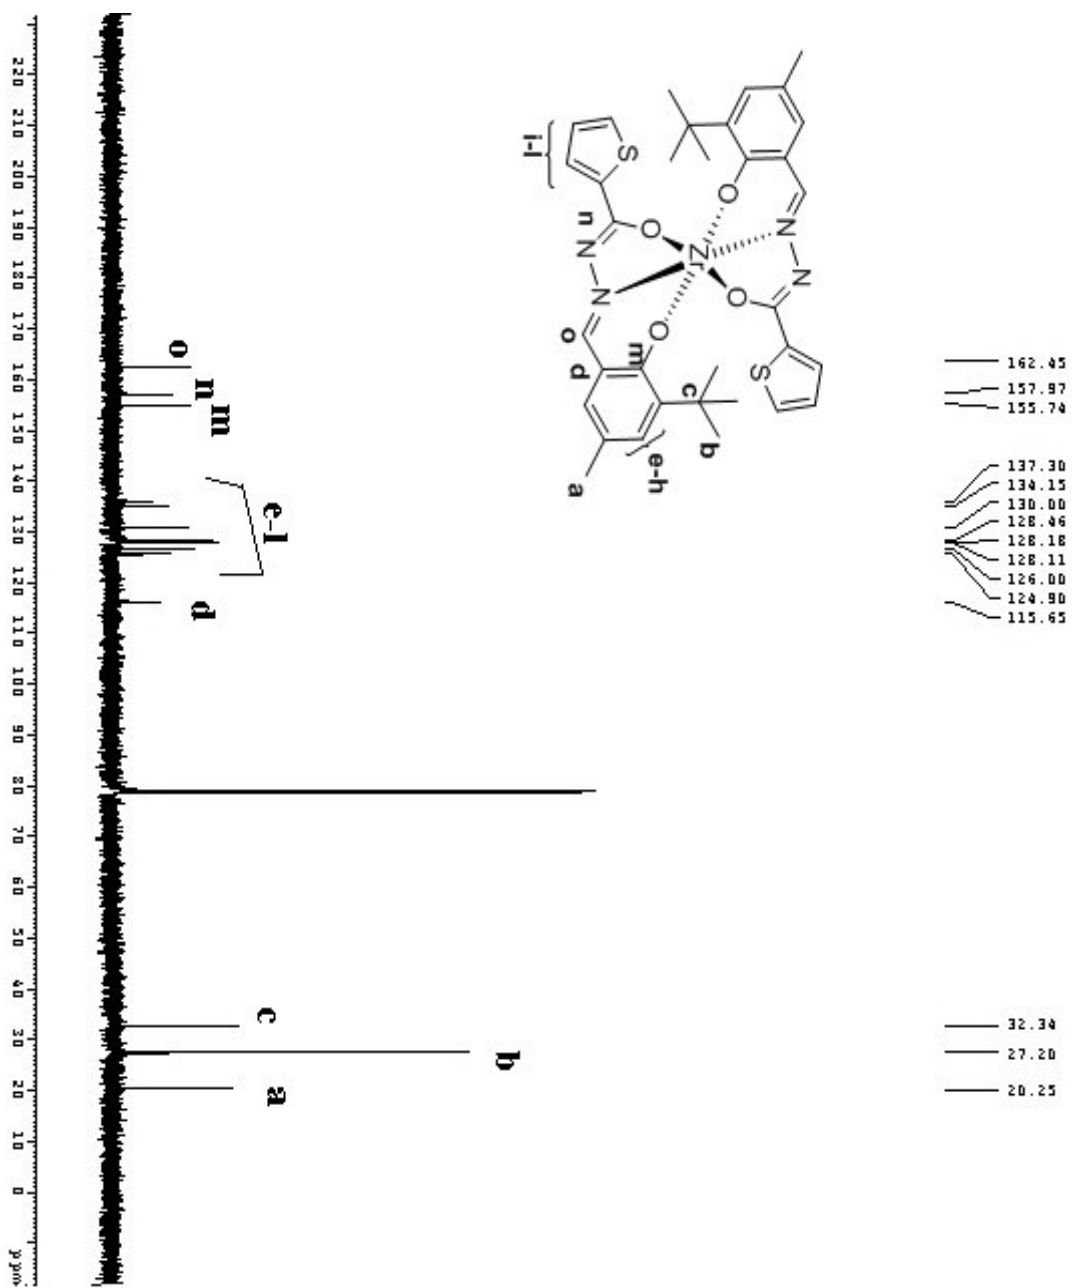 162.45
157.97
155.74
137.30
134.15
130.00
128.46
128.18
128.11
126.00
124.90
115.65
32.34
27.20
20.25
S
N
N
O
O
Zr
O
O
N
N
S
i-l
n
o
d
m
c
b
e-h
a
o
n
m
e-l
d
c
b
a
220 210 200 190 180 170 160 150 140 130 120 110 100 90 80 70 60 50 40 30 20 10 0 ppm